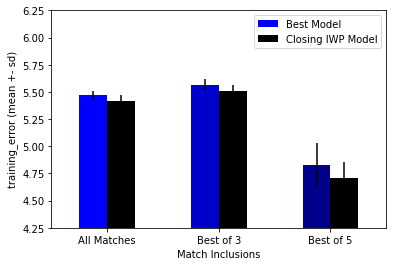 training_error (mean +- sd)
6.25
6.00
5.75
5.50
5.25
5.00
4.75
4.50
4.25
Best Model
Closing IWP Model
All Matches
Best of 3
Best of 5
Match Inclusions